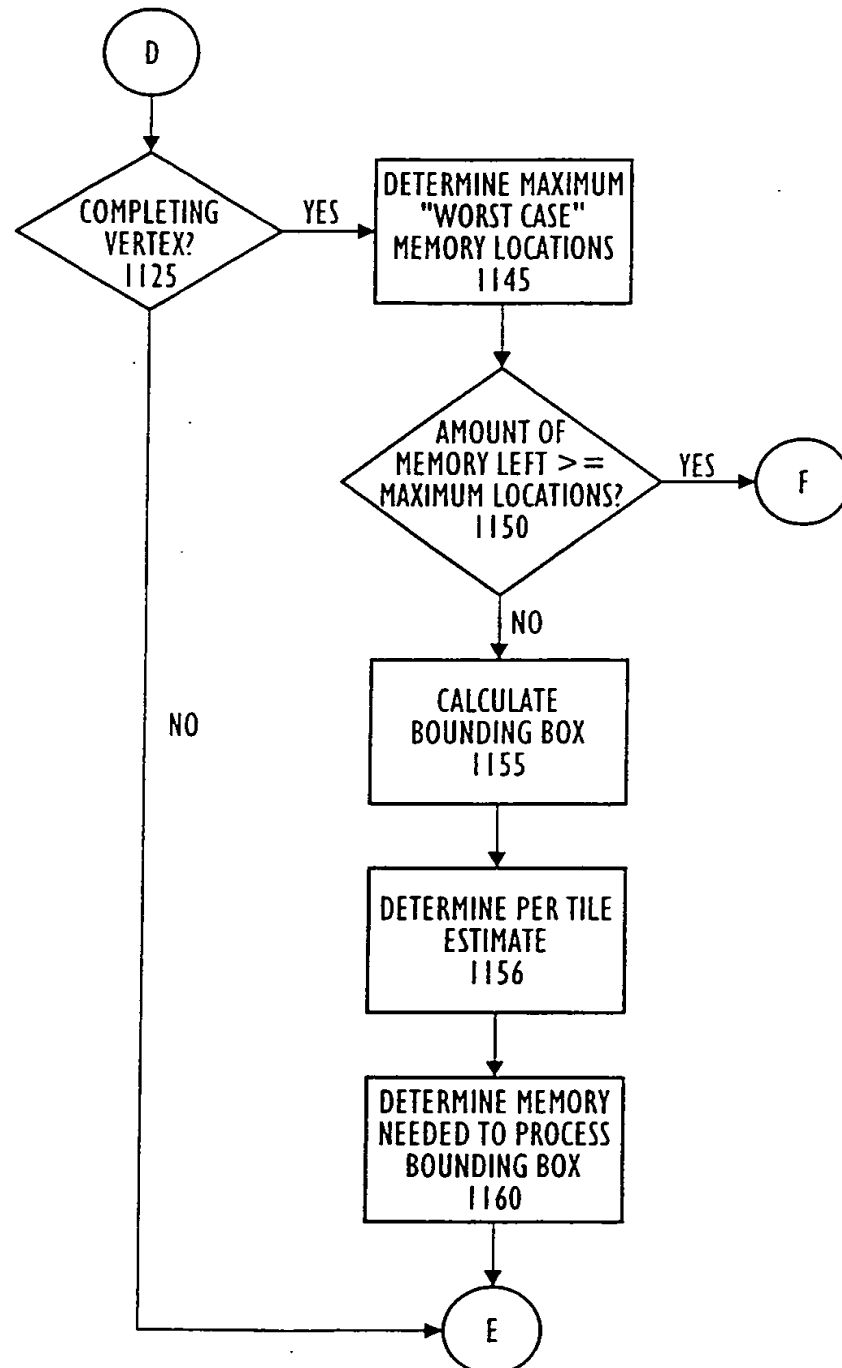 D
COMPLETING
VERTEX?
1125
YES
DETERMINE MAXIMUM
"WORST CASE"
MEMORY LOCATIONS
1145
AMOUNT OF
MEMORY LEFT >=
MAXIMUM LOCATIONS?
1150
YES
F
NO
CALCULATE
BOUNDING BOX
1155
NO
DETERMINE PER TILE
ESTIMATE
1156
DETERMINE MEMORY
NEEDED TO PROCESS
BOUNDING BOX
1160
E